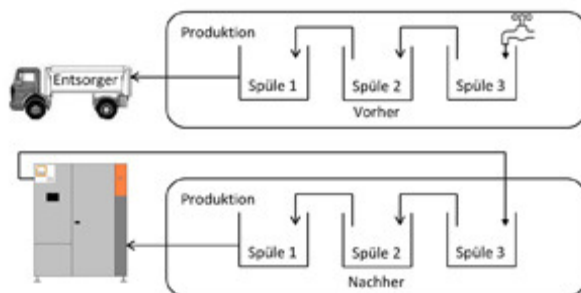 Produktion
Entsorger
Spüle 1
Spüle 2
Spüle 3
Vorher
Produktion
Spüle 1
Spüle 2
Spüle 3
Nachher